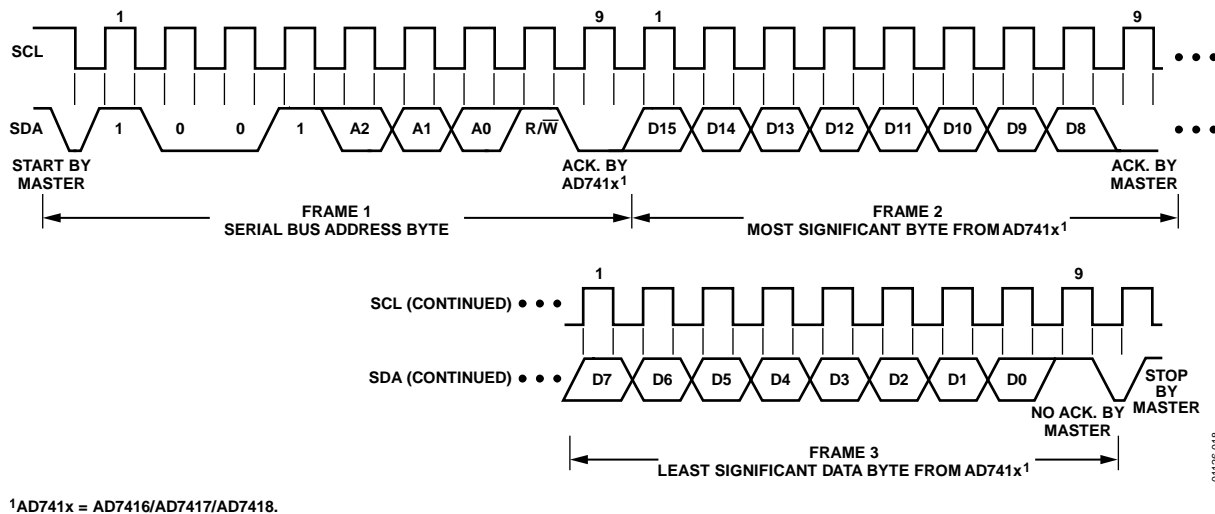 1 9 1 9
SCL
SDA 1 0 0 1 A2 A1 A0 R/W̅ D15 D14 D13 D12 D11 D10 D9 D8
START BY MASTER
ACK. BY AD741x¹
ACK. BY MASTER
FRAME 1
SERIAL BUS ADDRESS BYTE
FRAME 2
MOST SIGNIFICANT BYTE FROM AD741x¹
1 9
SCL (CONTINUED)
SDA (CONTINUED) D7 D6 D5 D4 D3 D2 D1 D0
NO ACK. BY MASTER
STOP BY MASTER
FRAME 3
LEAST SIGNIFICANT DATA BYTE FROM AD741x¹
01126-018
¹AD741x = AD7416/AD7417/AD7418.